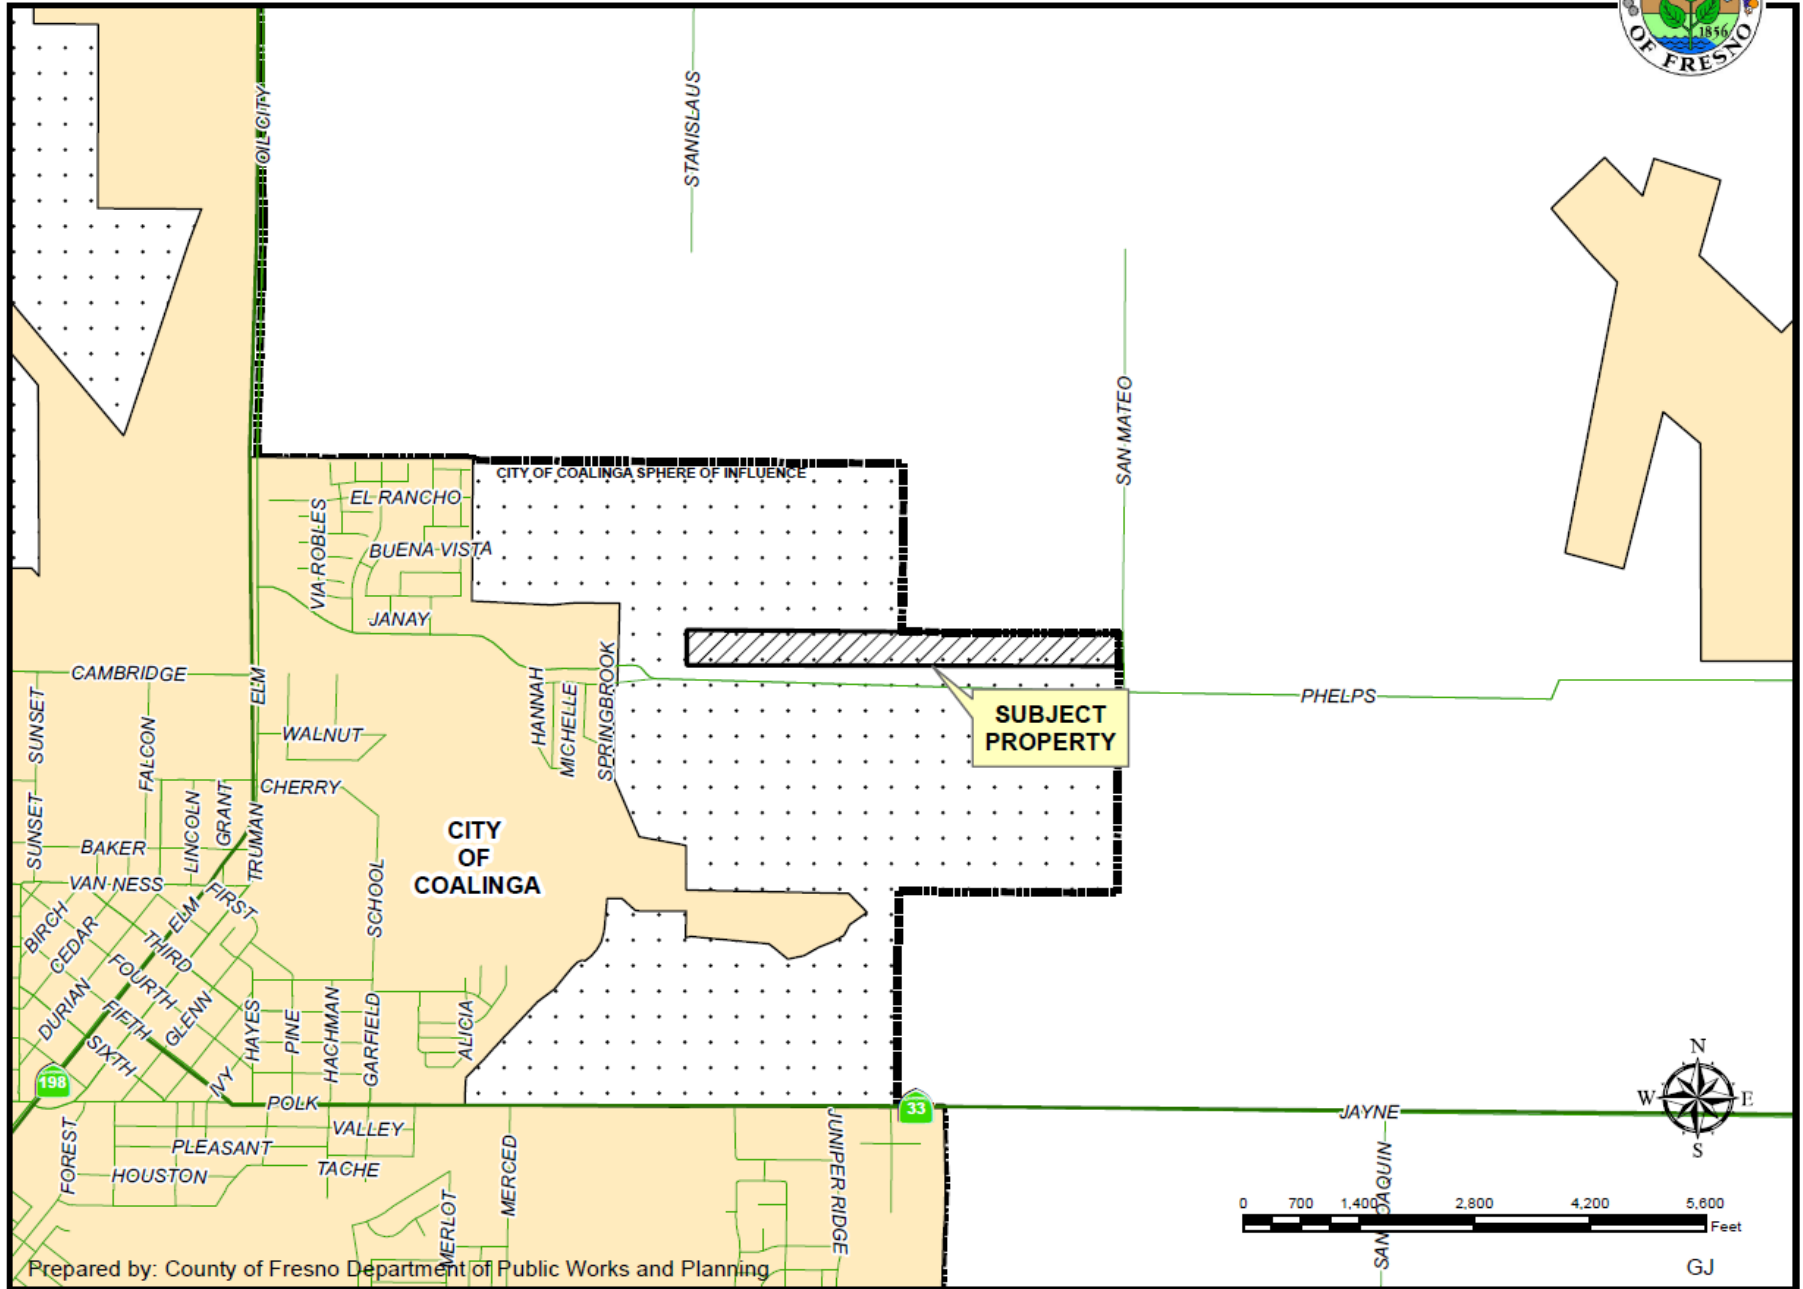 1856
OF FRESNO
OIL CITY
STANISLAUS
SAN MATEO
CITY OF COALINGA SPHERE OF INFLUENCE
EL RANCHO
VIA ROBLES
BUENA VISTA
JANAY
CAMBRIDGE
ELM
SUNSET
SUNSET
FALCON
WALNUT
HANNAH
MICHELLE
SPRINGBROOK
PHELPS
SUBJECT
PROPERTY
CHERRY
LINCOLN
GRANT
TRUMAN
BAKER
VAN NESS
CITY
OF
COALINGA
SCHOOL
BIRCH
CEDAR
DURIAN
ELM
FIRST
THIRD
FOURTH
FIFTH
SIXTH
GLENN
IVY
HAYES
PINE
HACHMAN
GARFIELD
ALICIA
198
POLK
33
JAYNE
N
W
E
S
FOREST
VALLEY
PLEASANT
TACHE
HOUSTON
MERCED
MERLOT
JUNIPER RIDGE
SAN JOAQUIN
0 700 1,400 2,800 4,200 5,600
Feet
Prepared by: County of Fresno Department of Public Works and Planning
GJ